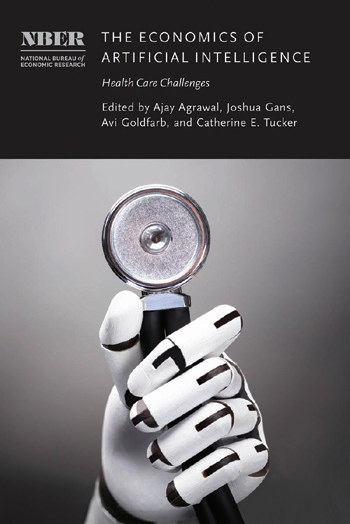 NBER
NATIONAL BUREAU of
ECONOMIC RESEARCH
THE ECONOMICS OF
ARTIFICIAL INTELLIGENCE
Health Care Challenges
Edited by Ajay Agrawal, Joshua Gans,
Avi Goldfarb, and Catherine E. Tucker